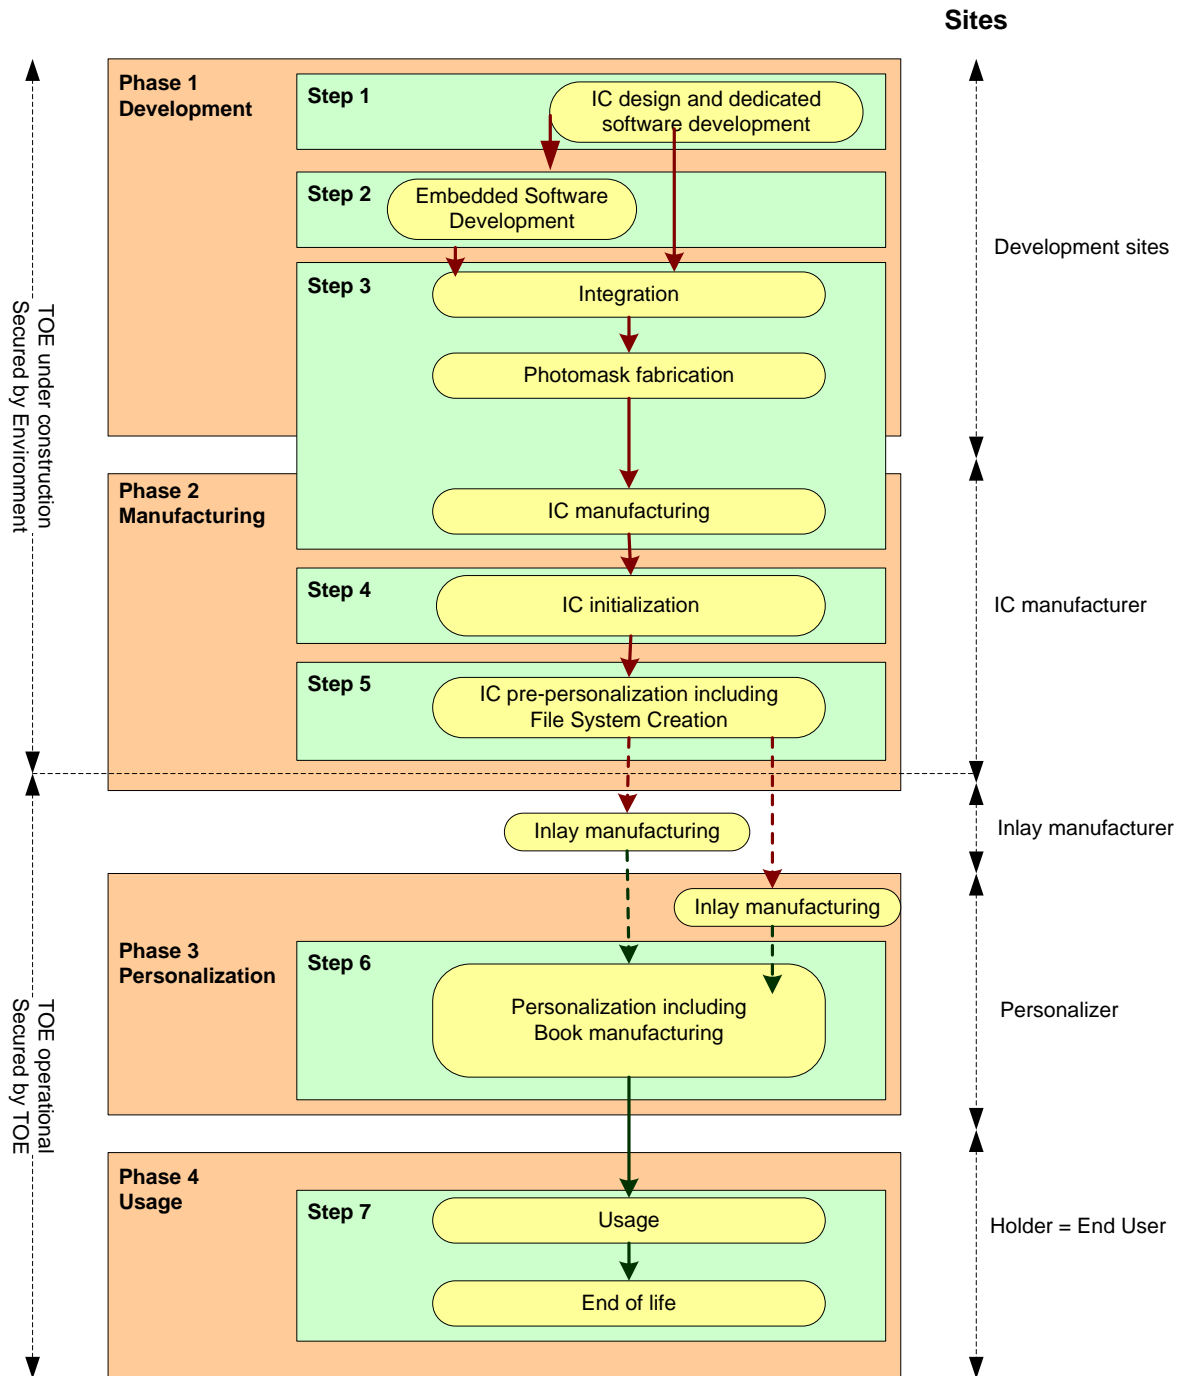 Sites
Phase 1
Development
Step 1
IC design and dedicated
software development
Step 2
Embedded Software
Development
Development sites
Step 3
Integration
Photomask fabrication
TOE under construction
Secured by Environment
Phase 2
Manufacturing
IC manufacturing
Step 4
IC initialization
IC manufacturer
Step 5
IC pre-personalization including
File System Creation
Inlay manufacturing
Inlay manufacturer
Inlay manufacturing
Phase 3
Personalization
Step 6
Personalization including
Book manufacturing
Personalizer
TOE operational
Secured by TOE
Phase 4
Usage
Step 7
Usage
Holder = End User
End of life